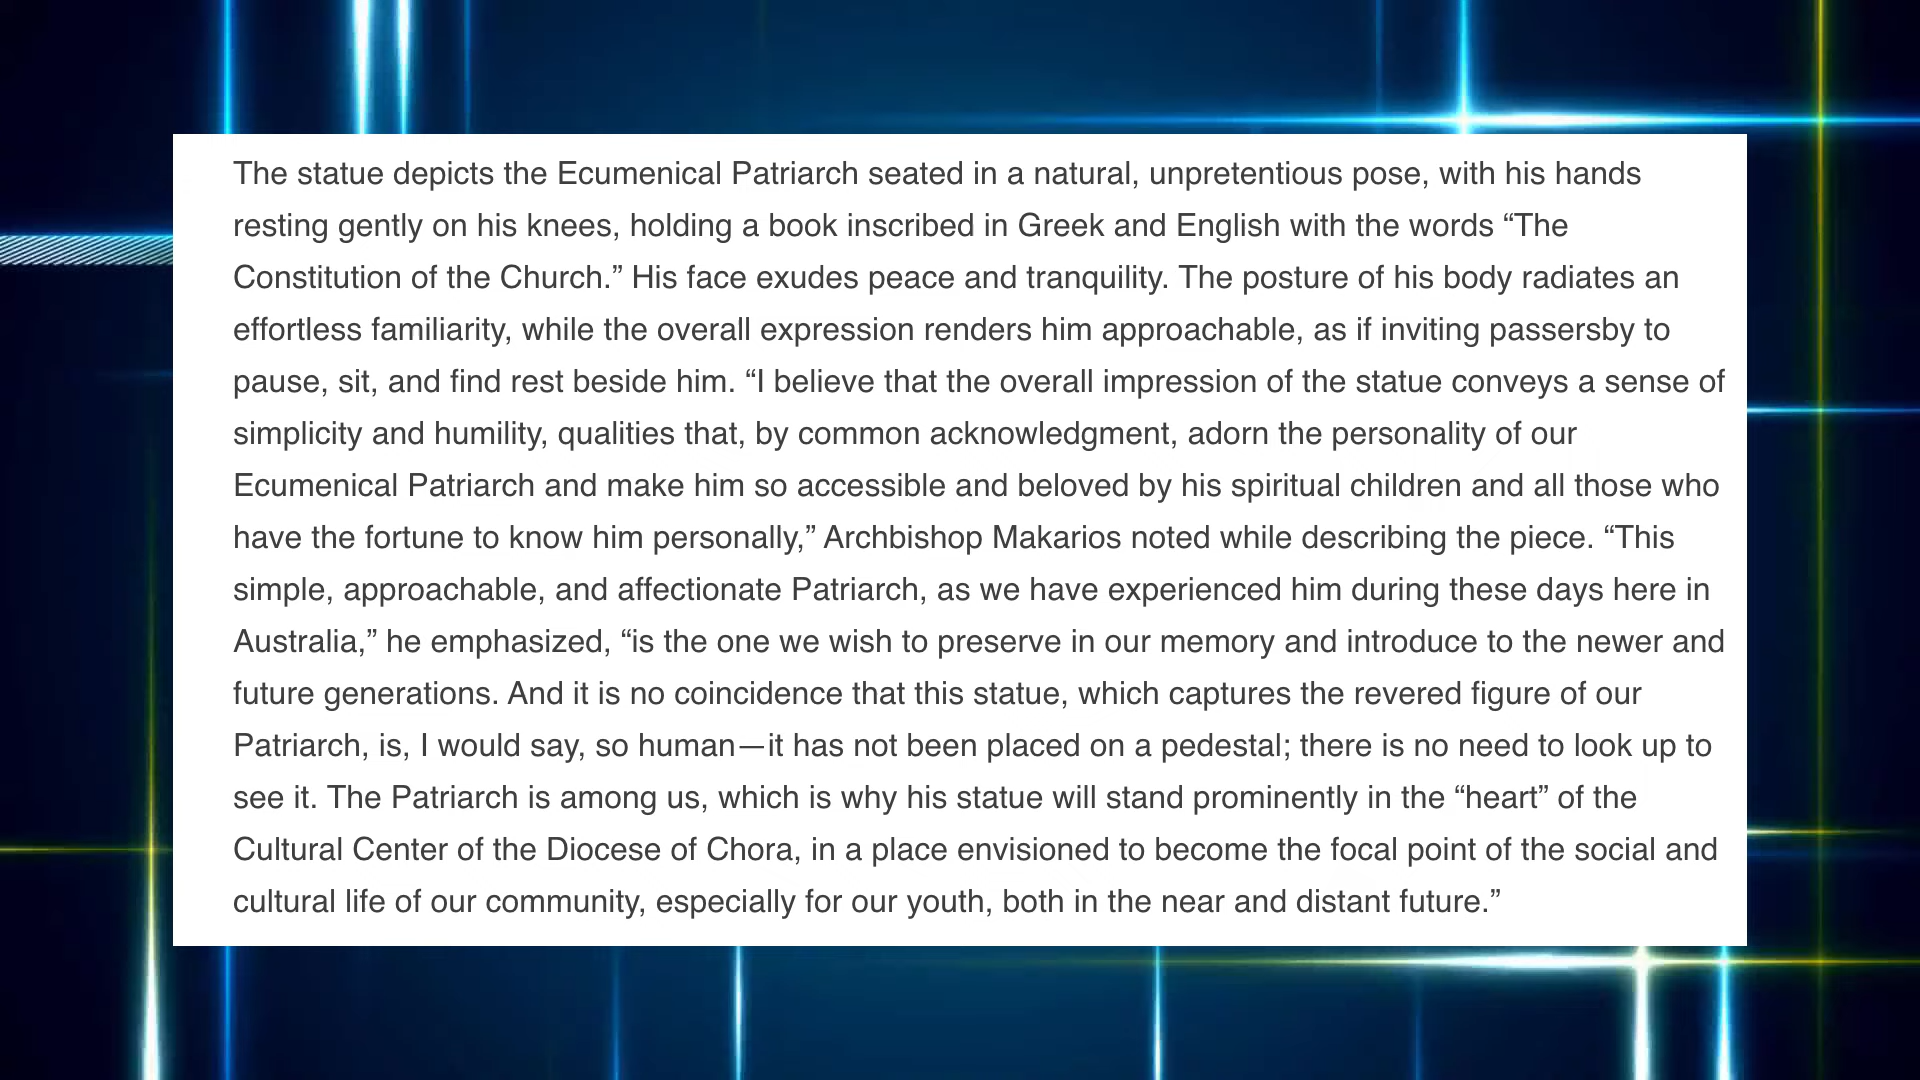 The statue depicts the Ecumenical Patriarch seated in a natural, unpretentious pose, with his hands
resting gently on his knees, holding a book inscribed in Greek and English with the words “The
Constitution of the Church.” His face exudes peace and tranquility. The posture of his body radiates an
effortless familiarity, while the overall expression renders him approachable, as if inviting passersby to
pause, sit, and find rest beside him. “I believe that the overall impression of the statue conveys a sense of
simplicity and humility, qualities that, by common acknowledgment, adorn the personality of our
Ecumenical Patriarch and make him so accessible and beloved by his spiritual children and all those who
have the fortune to know him personally,” Archbishop Makarios noted while describing the piece. “This
simple, approachable, and affectionate Patriarch, as we have experienced him during these days here in
Australia,” he emphasized, “is the one we wish to preserve in our memory and introduce to the newer and
future generations. And it is no coincidence that this statue, which captures the revered figure of our
Patriarch, is, I would say, so human—it has not been placed on a pedestal; there is no need to look up to
see it. The Patriarch is among us, which is why his statue will stand prominently in the “heart” of the
Cultural Center of the Diocese of Chora, in a place envisioned to become the focal point of the social and
cultural life of our community, especially for our youth, both in the near and distant future.”